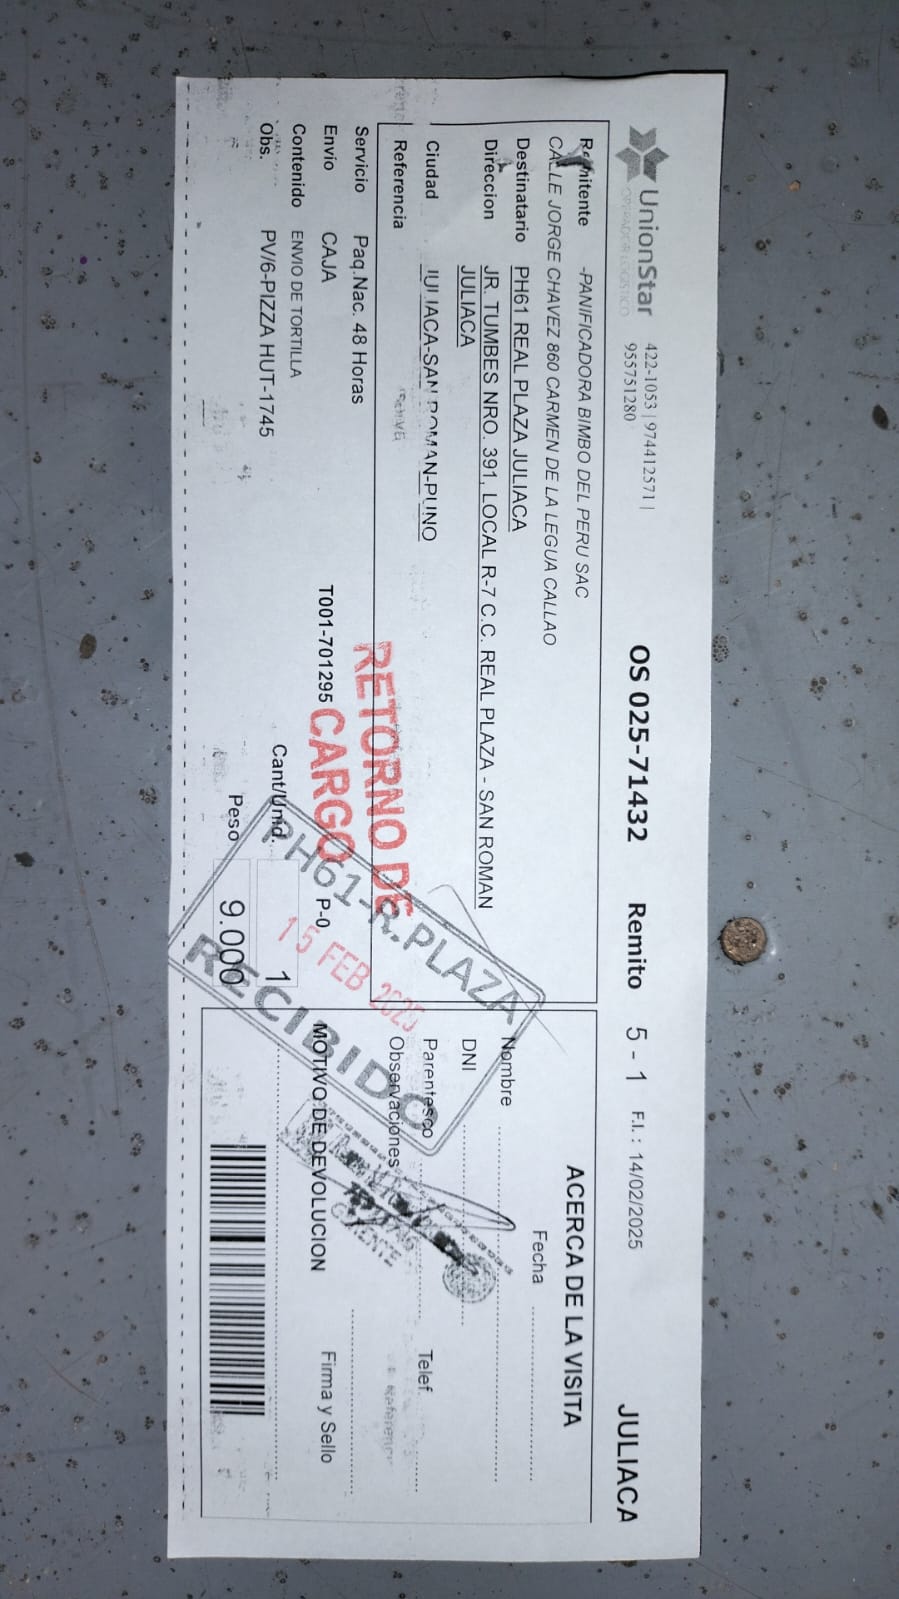 UnionStar
OPERADOR LOGISTICO
422-1053 | 974412571 |
955751280
OS 025-71432 Remito 5 - 1 F.I. : 14/02/2025 JULIACA
Remitente -PANIFICADORA BIMBO DEL PERU SAC
CALLE JORGE CHAVEZ 860 CARMEN DE LA LEGUA CALLAO
Destinatario PH61 REAL PLAZA JULIACA
Direccion JR. TUMBES NRO. 391, LOCAL R-7 C.C. REAL PLAZA - SAN ROMAN
JULIACA
Ciudad JULIACA-SAN ROMAN-PUNO
Referencia
Servicio Paq.Nac. 48 Horas
Envio CAJA T001-701295 P-0
Contenido ENVIO DE TORTILLA Cant/Unid. 1
Obs. PV/6-PIZZA HUT-1745
Peso 9.000
RETORNO DE
CARGO
PH61-R.PLAZA
15 FEB 2025
RECIBIDO
ACERCA DE LA VISITA
Fecha
Nombre
DNI
Parentesco Telef.
Observaciones
MOTIVO DE DEVOLUCION Firma y Sello